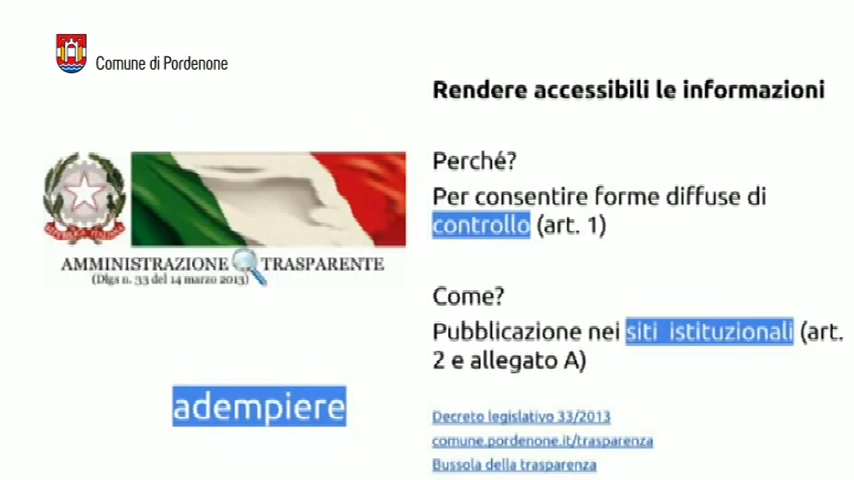 Comune di Pordenone
REPVBBLICA ITALIANA
AMMINISTRAZIONE TRASPARENTE
(Dlgs n. 33 del 14 marzo 2013)
adempiere
Rendere accessibili le informazioni
Perché?
Per consentire forme diffuse di
controllo (art. 1)
Come?
Pubblicazione nei siti istituzionali (art.
2 e allegato A)
Decreto legislativo 33/2013
comune.pordenone.it/trasparenza
Bussola della trasparenza